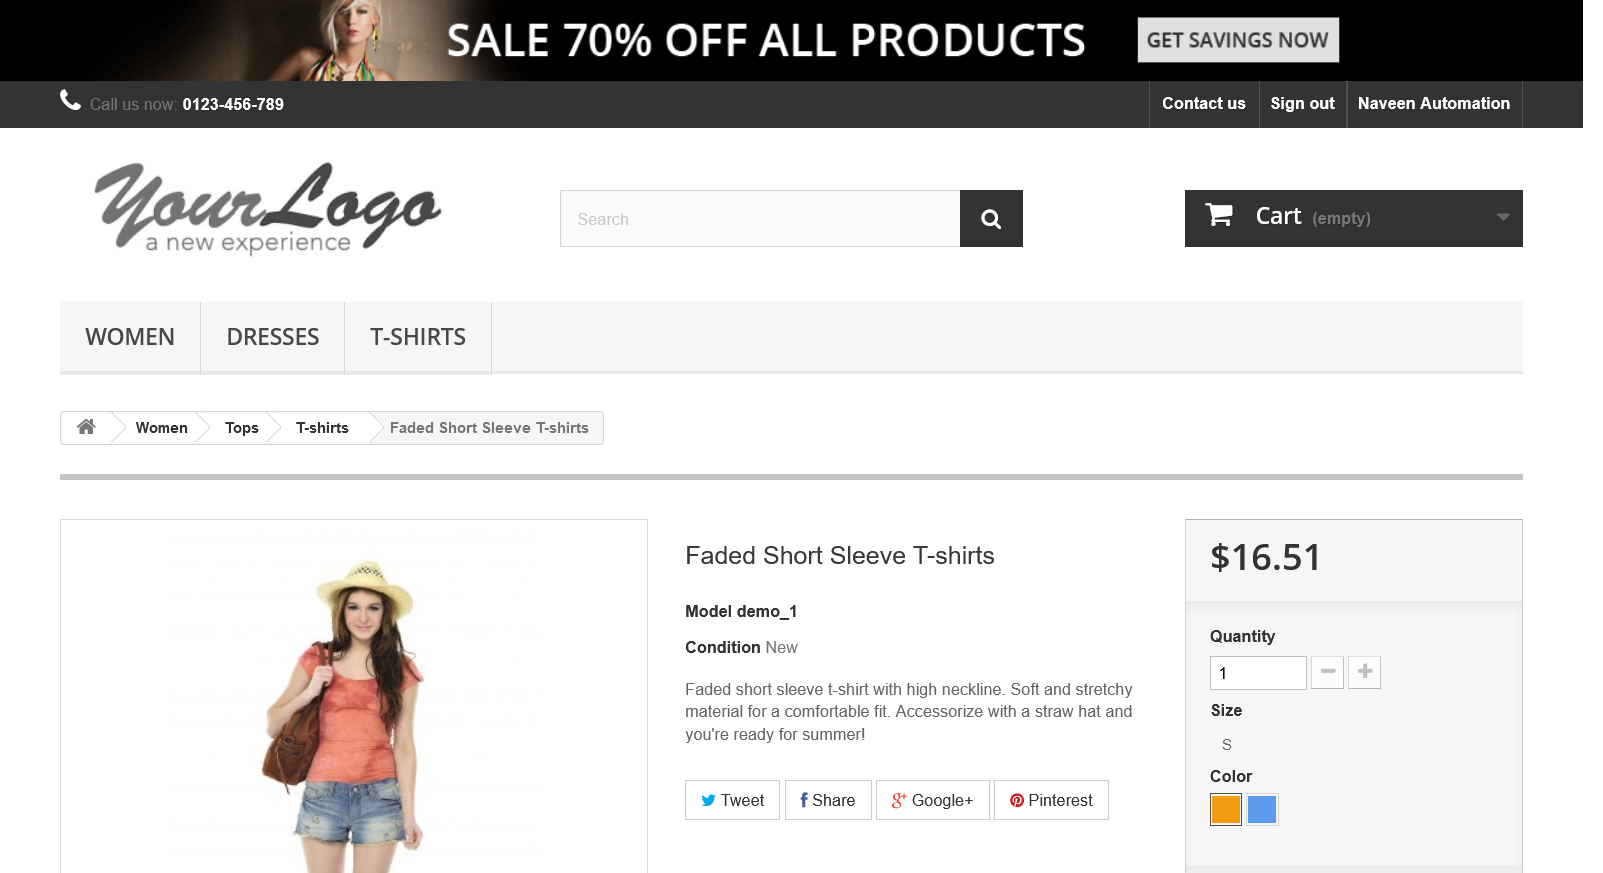 SALE 70% OFF ALL PRODUCTS
GET SAVINGS NOW
Call us now: 0123-456-789
Contact us
Sign out
Naveen Automation
Your Logo
a new experience
Search
Cart (empty)
WOMEN
DRESSES
T-SHIRTS
Women
Tops
T-shirts
Faded Short Sleeve T-shirts
Faded Short Sleeve T-shirts
Model demo_1
Condition New
Faded short sleeve t-shirt with high neckline. Soft and stretchy
material for a comfortable fit. Accessorize with a straw hat and
you're ready for summer!
Tweet
Share
Google+
Pinterest
$16.51
Quantity
1
Size
S
Color